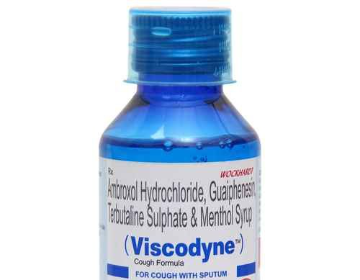 Rx
WOCKHARDT
Ambroxol Hydrochloride, Guaiphenesin,
Terbutaline Sulphate & Menthol Syrup
(Viscodyne™)
Cough Formula
FOR COUGH WITH SPUTUM